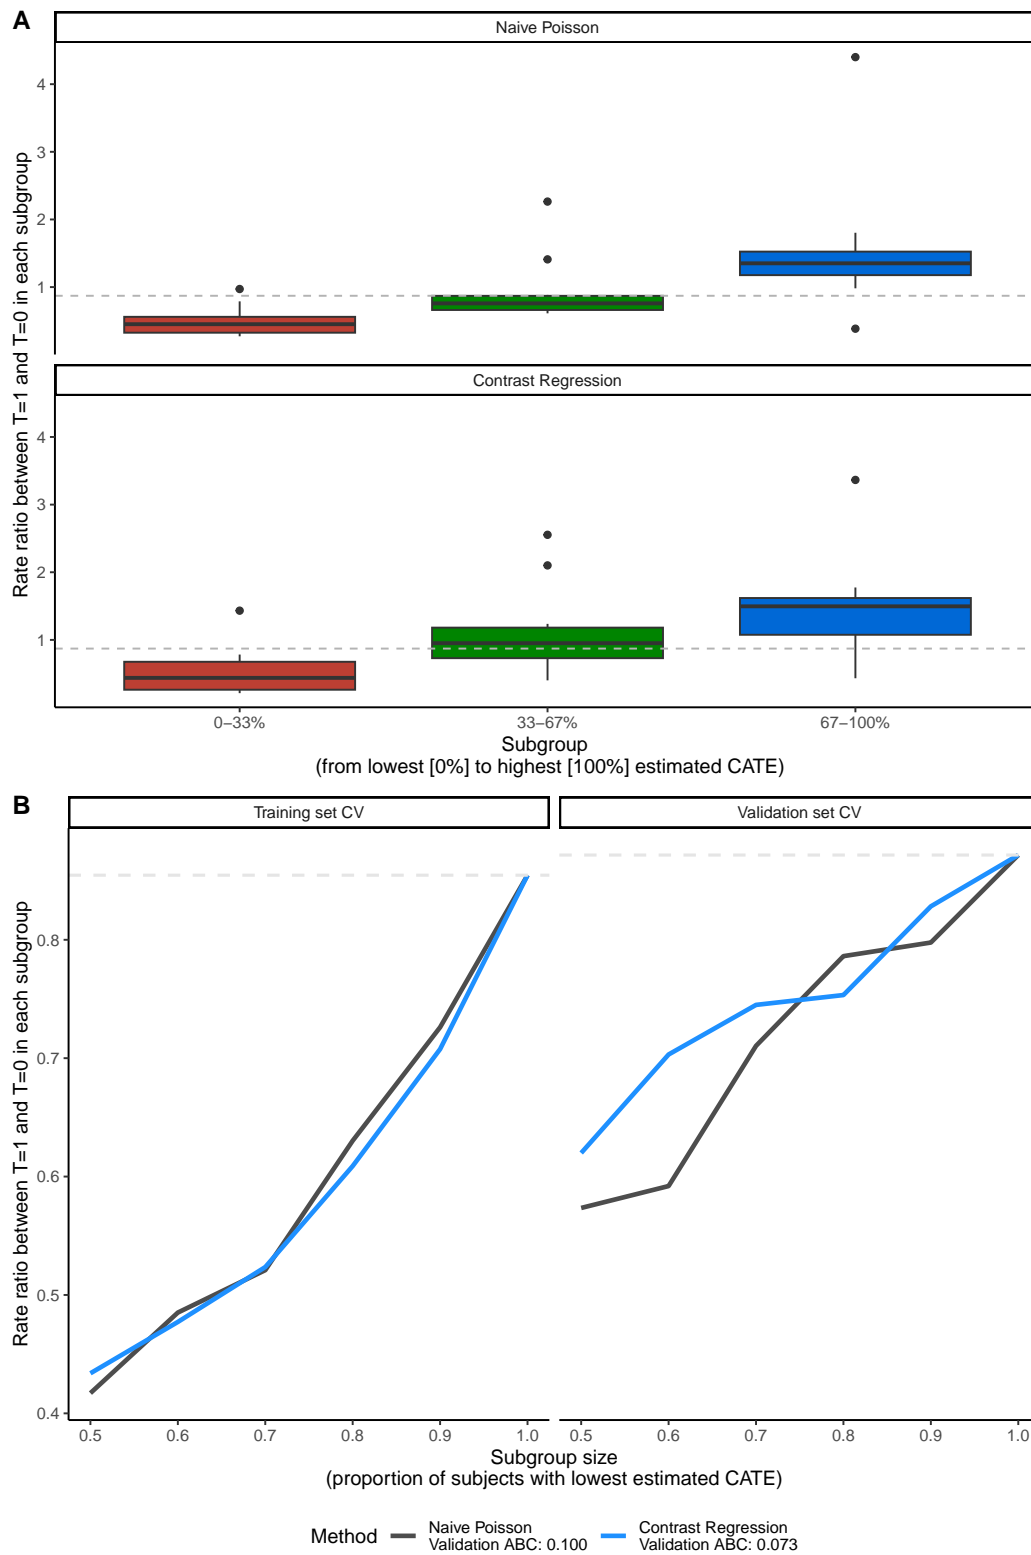 A
Naive Poisson
4
3
2
1
Contrast Regression
4
3
2
1
Rate ratio between T=1 and T=0 in each subgroup
0–33%
33–67%
67–100%
Subgroup
(from lowest [0%] to highest [100%] estimated CATE)
B
Training set CV
Validation set CV
0.8
0.7
0.6
0.5
0.4
Rate ratio between T=1 and T=0 in each subgroup
0.5 0.6 0.7 0.8 0.9 1.0
0.5 0.6 0.7 0.8 0.9 1.0
Subgroup size
(proportion of subjects with lowest estimated CATE)
Method
Naive Poisson
Validation ABC: 0.100
Contrast Regression
Validation ABC: 0.073